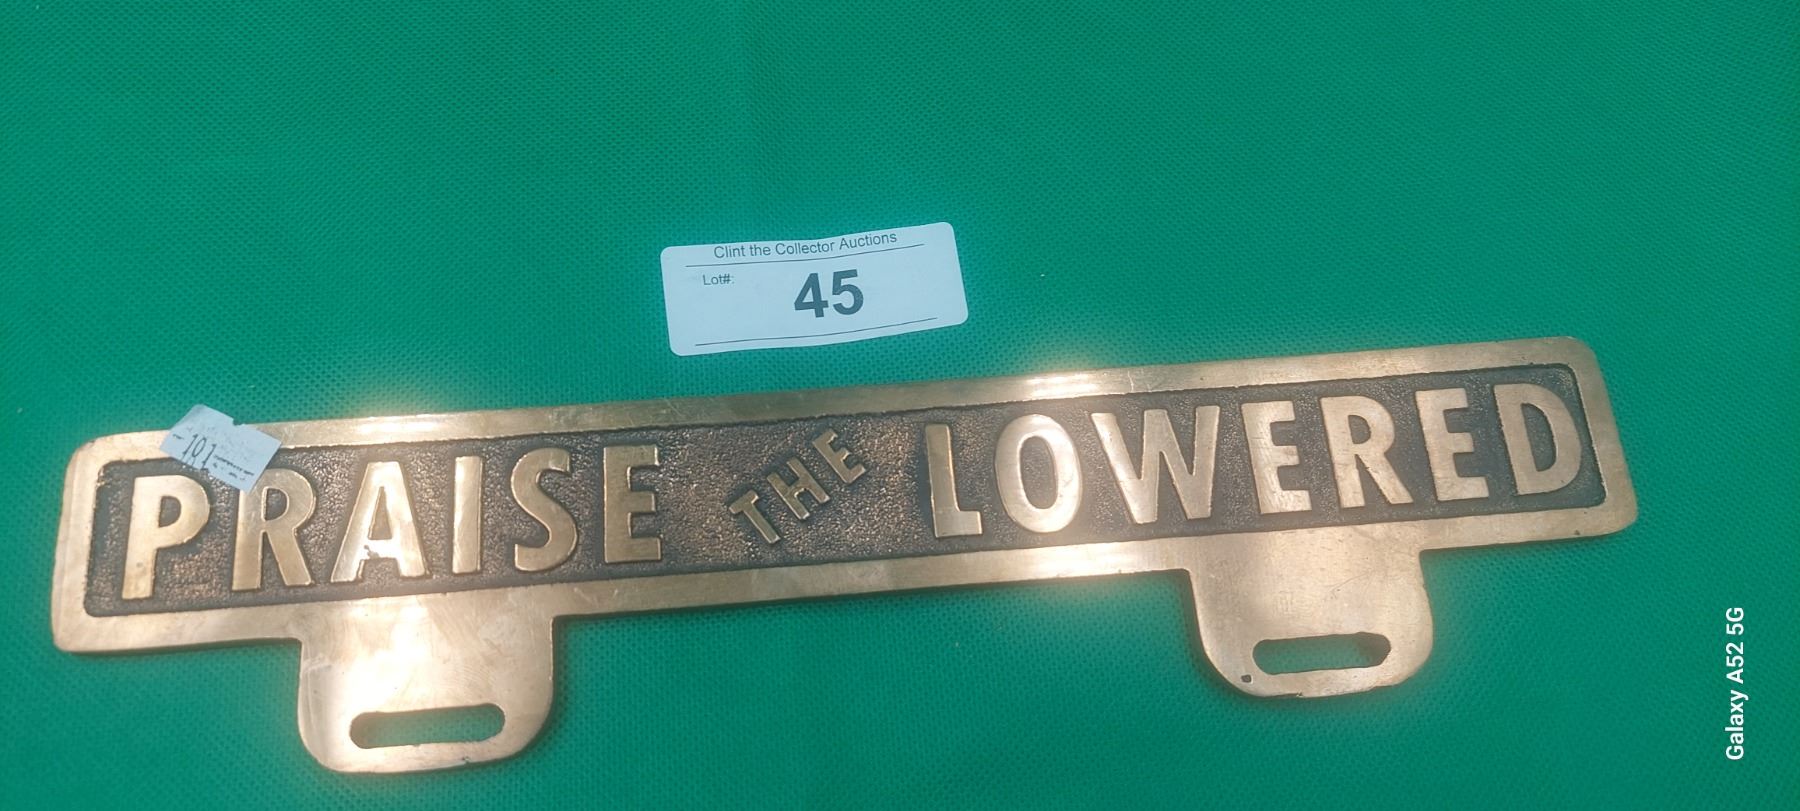 Clint the Collector Auctions
Lot#:
45
PRAISE THE LOWERED
Galaxy A52 5G